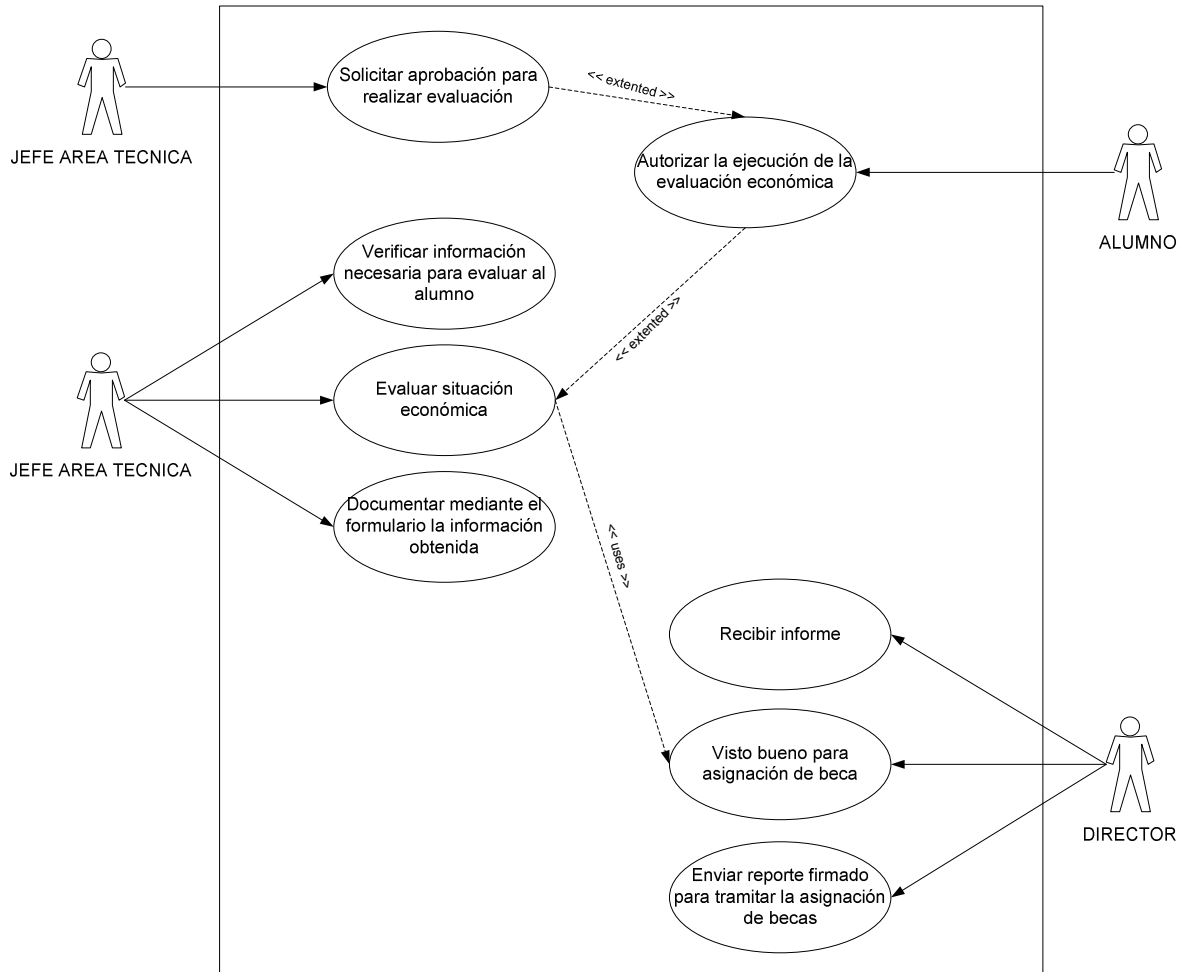 Solicitar aprobación para
realizar evaluación
<< extented >>
JEFE AREA TECNICA
Autorizar la ejecución de la
evaluación económica
ALUMNO
Verificar información
necesaria para evaluar al
alumno
<< extented >>
Evaluar situación
económica
JEFE AREA TECNICA
Documentar mediante el
formulario la información
obtenida
<< uses >>
Recibir informe
Visto bueno para
asignación de beca
DIRECTOR
Enviar reporte firmado
para tramitar la asignación
de becas